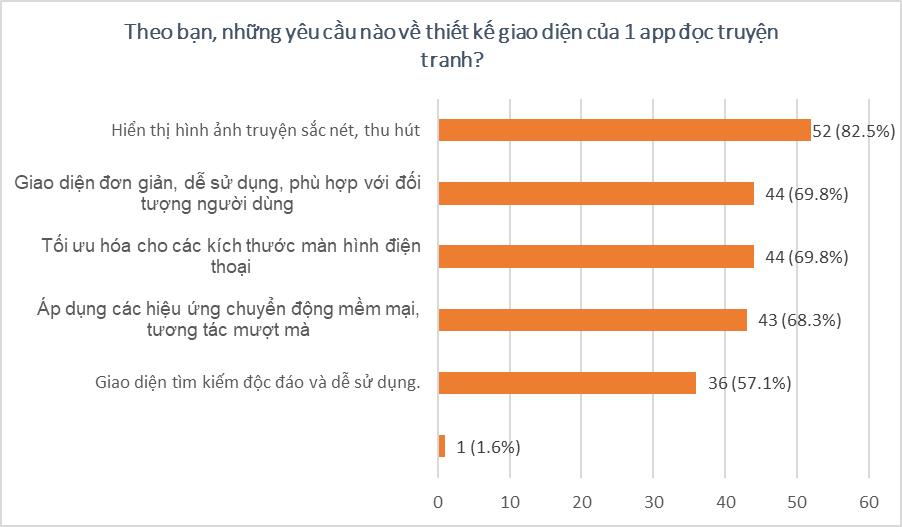 Theo bạn, những yêu cầu nào về thiết kế giao diện của 1 app đọc truyện
tranh?
Hiển thị hình ảnh truyện sắc nét, thu hút
52 (82.5%)
Giao diện đơn giản, dễ sử dụng, phù hợp với đối
tượng người dùng
44 (69.8%)
Tối ưu hóa cho các kích thước màn hình điện
thoại
44 (69.8%)
Áp dụng các hiệu ứng chuyển động mềm mại,
tương tác mượt mà
43 (68.3%)
Giao diện tìm kiếm độc đáo và dễ sử dụng.
36 (57.1%)
1 (1.6%)
0 10 20 30 40 50 60